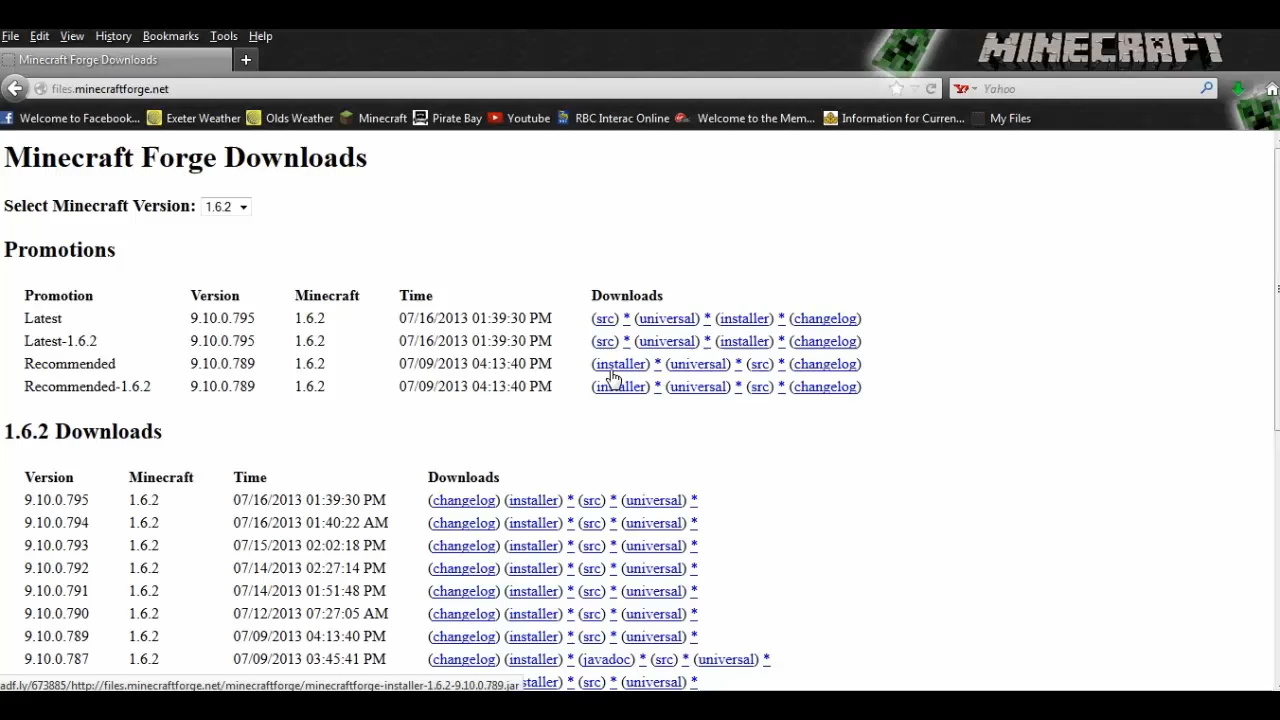 File Edit View History Bookmarks Tools Help
MINECRAFT
Minecraft Forge Downloads +
files.minecraftforge.net Yahoo
Welcome to Facebook... Exeter Weather Olds Weather Minecraft Pirate Bay Youtube RBC Interac Online Welcome to the Mem... Information for Curren... My Files
Minecraft Forge Downloads
Select Minecraft Version: 1.6.2
Promotions
Promotion Version Minecraft Time Downloads
Latest 9.10.0.795 1.6.2 07/16/2013 01:39:30 PM (src) * (universal) * (installer) * (changelog)
Latest-1.6.2 9.10.0.795 1.6.2 07/16/2013 01:39:30 PM (src) * (universal) * (installer) * (changelog)
Recommended 9.10.0.789 1.6.2 07/09/2013 04:13:40 PM (installer) * (universal) * (src) * (changelog)
Recommended-1.6.2 9.10.0.789 1.6.2 07/09/2013 04:13:40 PM (installer) * (universal) * (src) * (changelog)
1.6.2 Downloads
Version Minecraft Time Downloads
9.10.0.795 1.6.2 07/16/2013 01:39:30 PM (changelog) (installer) * (src) * (universal) *
9.10.0.794 1.6.2 07/16/2013 01:40:22 AM (changelog) (installer) * (src) * (universal) *
9.10.0.793 1.6.2 07/15/2013 02:02:18 PM (changelog) (installer) * (src) * (universal) *
9.10.0.792 1.6.2 07/14/2013 02:27:14 PM (changelog) (installer) * (src) * (universal) *
9.10.0.791 1.6.2 07/14/2013 01:51:48 PM (changelog) (installer) * (src) * (universal) *
9.10.0.790 1.6.2 07/12/2013 07:27:05 AM (changelog) (installer) * (src) * (universal) *
9.10.0.789 1.6.2 07/09/2013 04:13:40 PM (changelog) (installer) * (src) * (universal) *
9.10.0.787 1.6.2 07/09/2013 03:45:41 PM (changelog) (installer) * (javadoc) * (src) * (universal) *
adf.ly/673885/http://files.minecraftforge.net/minecraftforge/minecraftforge-installer-1.6.2-9.10.0.789.jar staller) * (src) * (universal) *